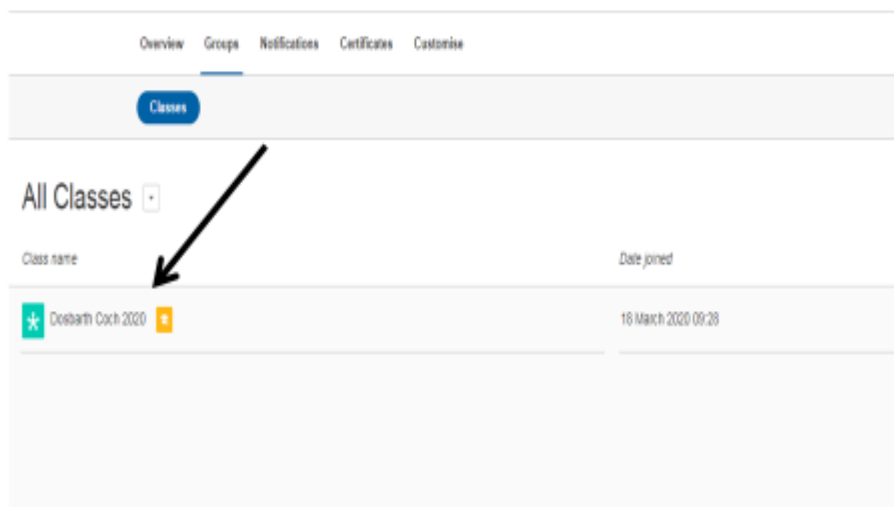 Overview Groups Notifications Certificates Customise
Classes
All Classes
Class name Date joined
Dosbarth Coch 2020 18 March 2020 09:28